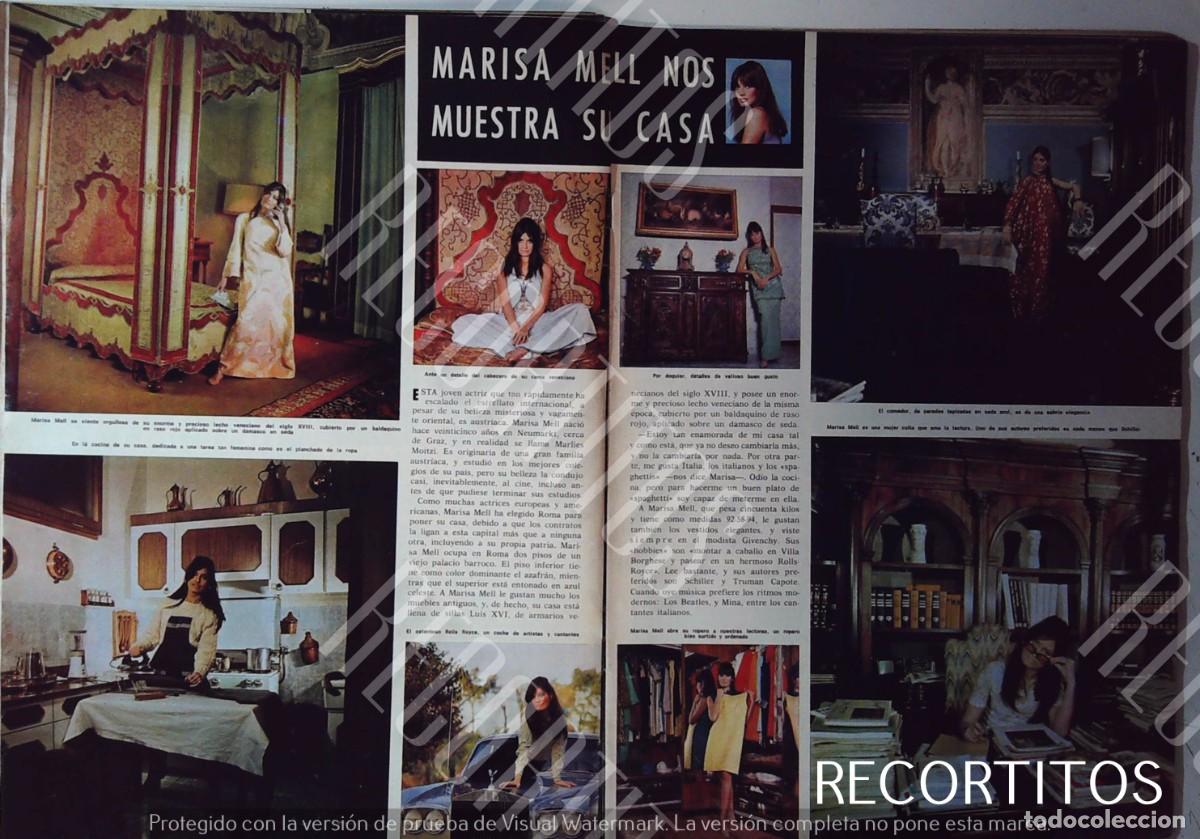 MARISA MELL NOS
MUESTRA SU CASA
Marisa Mell se siente orgullosa de su enorme y precioso lecho veneciano del siglo XVIII, cubierto por un baldaquino
en raso rojo aplicado sobre un damasco en seda
En la cocina de su casa, dedicada a una tarea tan femenina como es el planchado de la ropa
Ante un detalle del cabecero de su cama veneciana
Por doquier, detalles de valioso buen gusto
ESTA joven actriz que tan rápidamente ha
escalado el estrellato internacional, a
pesar de su belleza misteriosa y vagamen-
te oriental, es austríaca. Marisa Mell nació
hace veinticinco años en Neumarkt, cerca
de Graz, y en realidad se llama Marlies
Moitzi. Es originaria de una gran familia
austríaca, y estudió en los mejores cole-
gios de su país, pero su belleza la condujo
casi, inevitablemente, al cine, incluso an-
tes de que pudiese terminar sus estudios.
Como muchas actrices europeas y ame-
ricanas, Marisa Mell ha elegido Roma para
poner su casa, debido a que los contratos
la ligan a esta capital más que a ninguna
otra, incluyendo a su propia patria. Mari-
sa Mell ocupa en Roma dos pisos de un
viejo palacio barroco. El piso inferior tie-
ne como color dominante el azafrán, mien-
tras que el superior está entonado en azul
celeste. A Marisa Mell le gustan mucho los
muebles antiguos, y, de hecho, su casa está
llena de sillas Luis XVI, de armarios ve-
necianos del siglo XVIII, y posee un enor-
me y precioso lecho veneciano de la misma
época, cubierto por un baldaquino de raso
rojo, aplicado sobre un damasco de seda.
—Estoy tan enamorada de mi casa tal
y como está, que ya no deseo cambiarla más,
y no la cambiaría por nada. Por otra par-
te, me gusta Italia, los italianos y los «spa-
ghettis» —nos dice Marisa—. Odio la coci-
na, pero para hacerme un buen plato de
«spaghetti» soy capaz de meterme en ella.
A Marisa Mell, que pesa cincuenta kilos
y tiene como medidas 92-58-94, le gustan
también los vestidos elegantes, y viste
siempre en el modista Givenchy. Sus
«hobbies» son «montar a caballo en Villa
Borghese y pasear en un hermoso Rolls-
Royce». Lee bastante, y sus autores pre-
feridos son Schiller y Truman Capote.
Cuando oye música prefiere los ritmos mo-
dernos: Los Beatles, y Mina, entre los can-
tantes italianos.
El ostentoso Rolls Royce, un coche de artistas y cantantes
Marisa Mell abre su ropero a nuestras lectoras, un ropero
bien surtido y ordenado
El comedor, de paredes tapizadas en seda azul, es de una sobria elegancia
Marisa Mell es una mujer culta que ama la lectura. Uno de sus autores preferidos es nada menos que Schiller
RECORTITOS
todocoleccion
Protegido con la versión de prueba de Visual Watermark. La versión completa no pone esta marca.